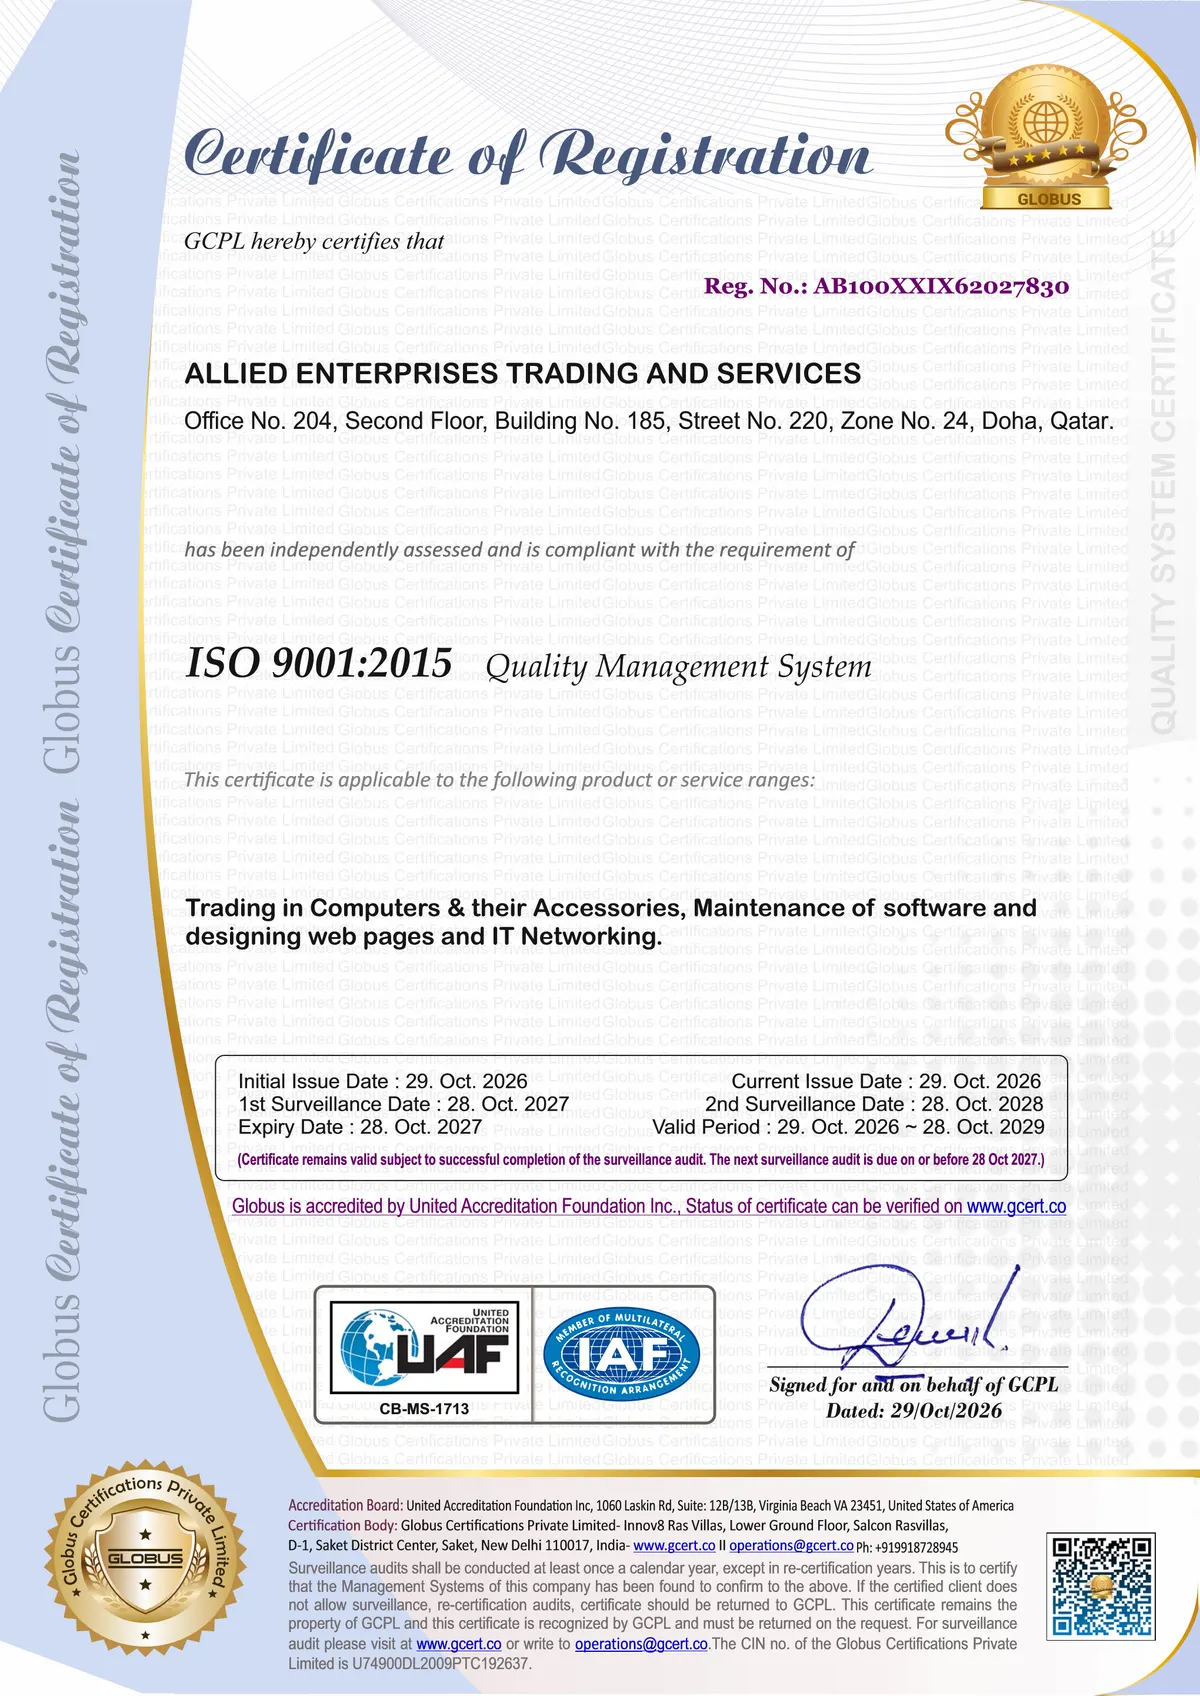 Certificate of Registration
GLOBUS
GCPL hereby certifies that
Reg. No.: AB100XXIX62027830
ALLIED ENTERPRISES TRADING AND SERVICES
Office No. 204, Second Floor, Building No. 185, Street No. 220, Zone No. 24, Doha, Qatar.
has been independently assessed and is compliant with the requirement of
ISO 9001:2015 Quality Management System
This certificate is applicable to the following product or service ranges:
Trading in Computers & their Accessories, Maintenance of software and
designing web pages and IT Networking.
Initial Issue Date : 29. Oct. 2026 Current Issue Date : 29. Oct. 2026
1st Surveillance Date : 28. Oct. 2027 2nd Surveillance Date : 28. Oct. 2028
Expiry Date : 28. Oct. 2027 Valid Period : 29. Oct. 2026 ~ 28. Oct. 2029
(Certificate remains valid subject to successful completion of the surveillance audit. The next surveillance audit is due on or before 28 Oct 2027.)
Globus is accredited by United Accreditation Foundation Inc., Status of certificate can be verified on www.gcert.co
UNITED
ACCREDITATION
FOUNDATION
UAF
CB-MS-1713
MEMBER OF MULTILATERAL
IAF
RECOGNITION ARRANGEMENT
Signed for and on behalf of GCPL
Dated: 29/Oct/2026
Globus Certificate of Registration Globus Certificate of Registration
QUALITY SYSTEM CERTIFICATE
Globus Certifications Private Limited
GLOBUS
Accreditation Board: United Accreditation Foundation Inc, 1060 Laskin Rd, Suite: 12B/13B, Virginia Beach VA 23451, United States of America
Certification Body: Globus Certifications Private Limited- Innov8 Ras Villas, Lower Ground Floor, Salcon Rasvillas,
D-1, Saket District Center, Saket, New Delhi 110017, India- www.gcert.co II operations@gcert.co Ph: +919918728945
Surveillance audits shall be conducted at least once a calendar year, except in re-certification years. This is to certify
that the Management Systems of this company has been found to confirm to the above. If the certified client does
not allow surveillance, re-certification audits, certificate should be returned to GCPL. This certificate remains the
property of GCPL and this certificate is recognized by GCPL and must be returned on the request. For surveillance
audit please visit at www.gcert.co or write to operations@gcert.co.The CIN no. of the Globus Certifications Private
Limited is U74900DL2009PTC192637.